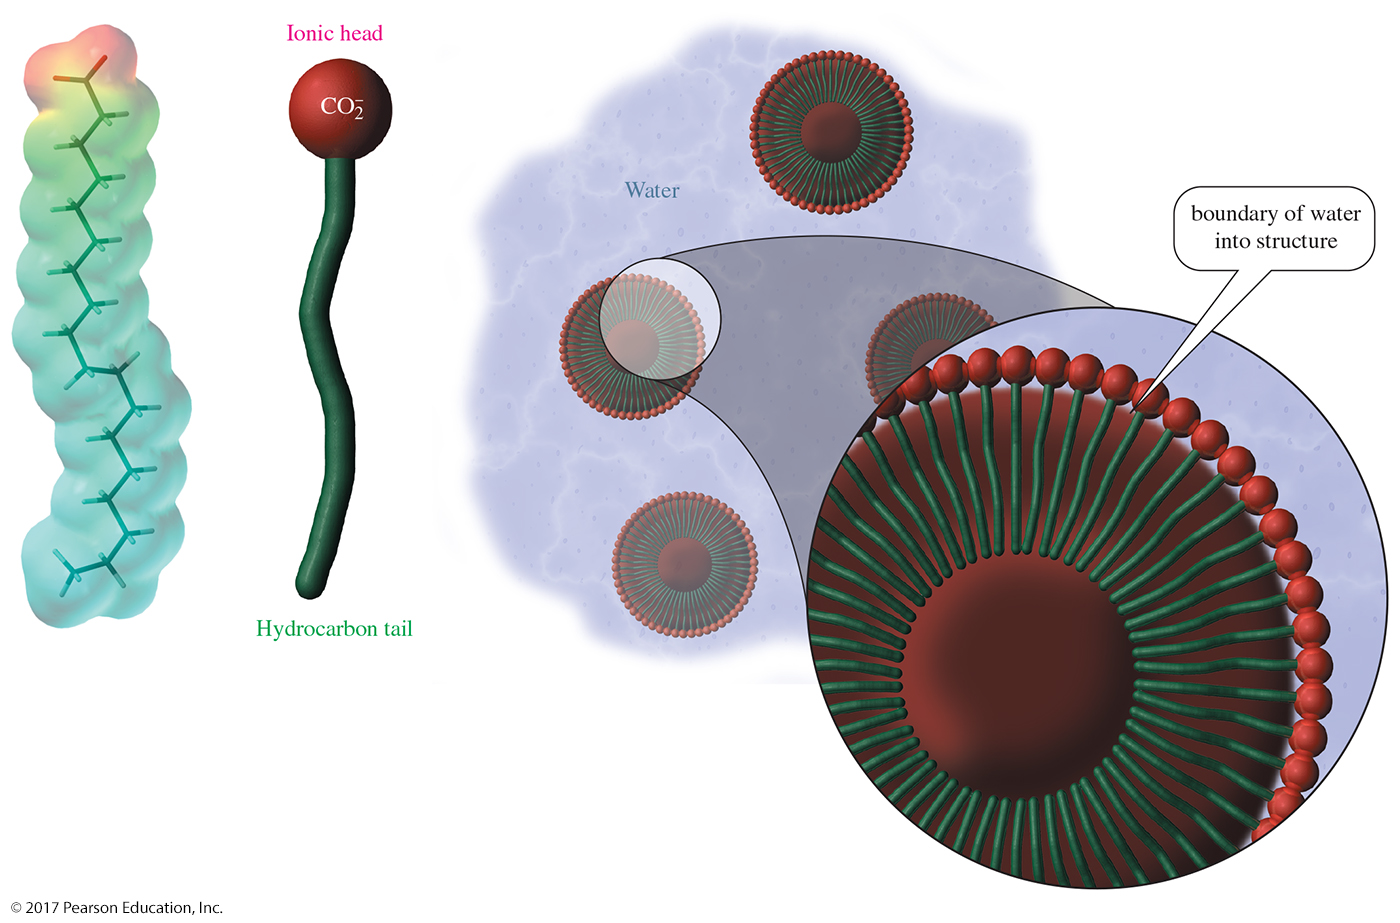 Ionic head
CO₂⁻
Hydrocarbon tail
Water
boundary of water
into structure
© 2017 Pearson Education, Inc.